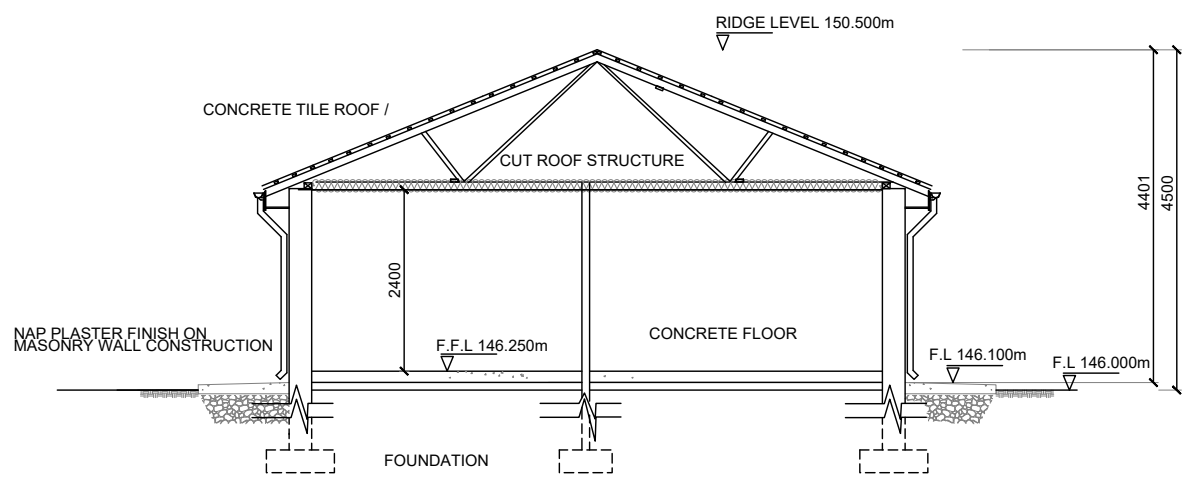 RIDGE LEVEL 150.500m
CONCRETE TILE ROOF /
CUT ROOF STRUCTURE
4401
4500
2400
NAP PLASTER FINISH ON
MASONRY WALL CONSTRUCTION
CONCRETE FLOOR
F.F.L 146.250m
F.L 146.100m
F.L 146.000m
FOUNDATION